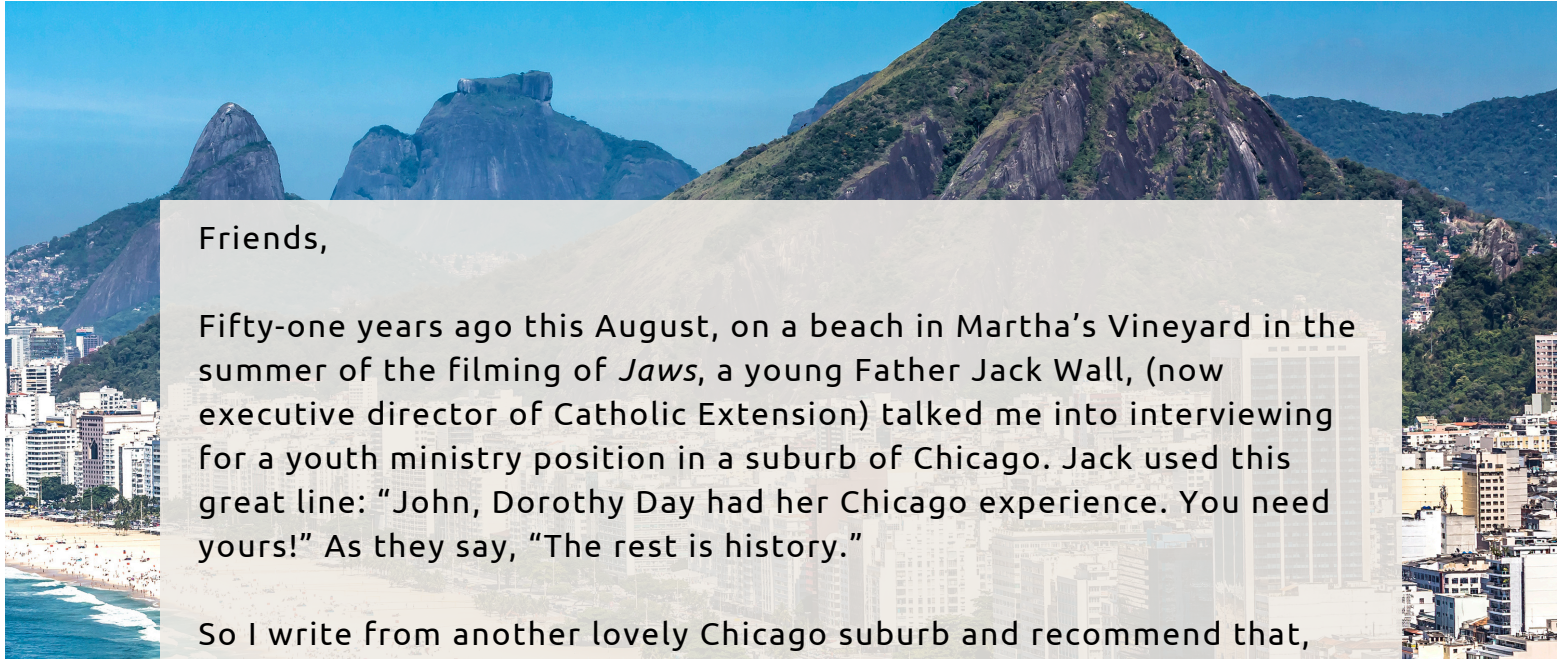 Friends,
Fifty-one years ago this August, on a beach in Martha’s Vineyard in the
summer of the filming of Jaws, a young Father Jack Wall, (now
executive director of Catholic Extension) talked me into interviewing
for a youth ministry position in a suburb of Chicago. Jack used this
great line: “John, Dorothy Day had her Chicago experience. You need
yours!” As they say, “The rest is history.”
So I write from another lovely Chicago suburb and recommend that,